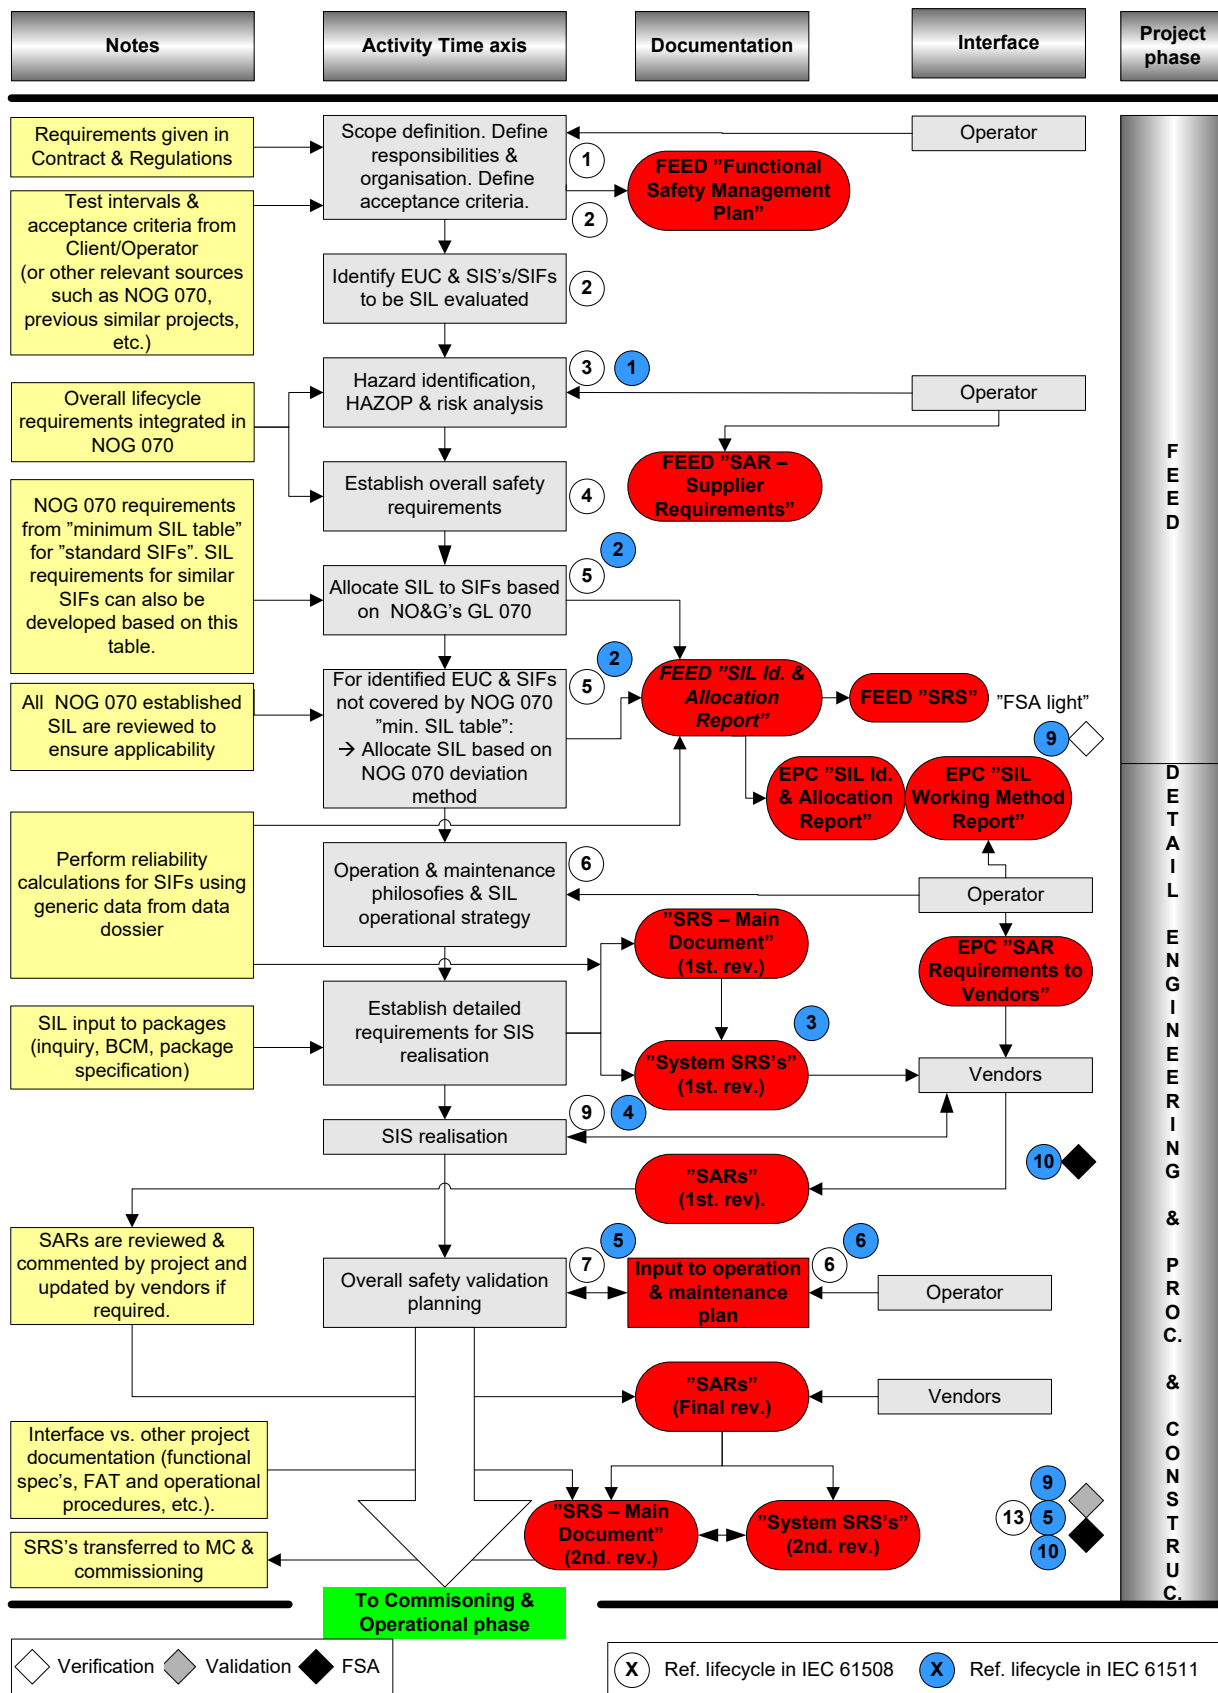 Notes
Activity Time axis
Documentation
Interface
Project
phase
Requirements given in
Contract & Regulations
Scope definition. Define
responsibilities &
organisation. Define
acceptance criteria.
1
2
Operator
FEED ”Functional
Safety Management
Plan”
Test intervals &
acceptance criteria from
Client/Operator
(or other relevant sources
such as NOG 070,
previous similar projects,
etc.)
Identify EUC & SIS’s/SIFs
to be SIL evaluated
2
Hazard identification,
HAZOP & risk analysis
3
1
Operator
Overall lifecycle
requirements integrated in
NOG 070
FEED ”SAR –
Supplier
Requirements”
Establish overall safety
requirements
4
NOG 070 requirements
from ”minimum SIL table”
for ”standard SIFs”. SIL
requirements for similar
SIFs can also be
developed based on this
table.
Allocate SIL to SIFs based
on NO&G’s GL 070
2
5
All NOG 070 established
SIL are reviewed to
ensure applicability
For identified EUC & SIFs
not covered by NOG 070
”min. SIL table”:
→ Allocate SIL based on
NOG 070 deviation
method
2
5
FEED ”SIL Id. &
Allocation
Report”
FEED ”SRS”
”FSA light”
9
FEED
EPC ”SIL Id.
& Allocation
Report”
EPC ”SIL
Working Method
Report”
Perform reliability
calculations for SIFs using
generic data from data
dossier
Operation & maintenance
philosofies & SIL
operational strategy
6
Operator
”SRS – Main
Document”
(1st. rev.)
EPC ”SAR
Requirements to
Vendors”
SIL input to packages
(inquiry, BCM, package
specification)
Establish detailed
requirements for SIS
realisation
3
”System SRS’s”
(1st. rev.)
Vendors
SIS realisation
9
4
10
”SARs”
(1st. rev).
SARs are reviewed &
commented by project and
updated by vendors if
required.
Overall safety validation
planning
5
7
Input to operation
& maintenance
plan
6
6
Operator
”SARs”
(Final rev.)
Vendors
Interface vs. other project
documentation (functional
spec’s, FAT and operational
procedures, etc.).
”SRS – Main
Document”
(2nd. rev.)
”System SRS’s”
(2nd. rev.)
9
13
5
10
SRS’s transferred to MC &
commissioning
DETAIL ENGINEERING & PROC. & CONSTRUC.
To Commisoning &
Operational phase
Verification
Validation
FSA
X
Ref. lifecycle in IEC 61508
X
Ref. lifecycle in IEC 61511